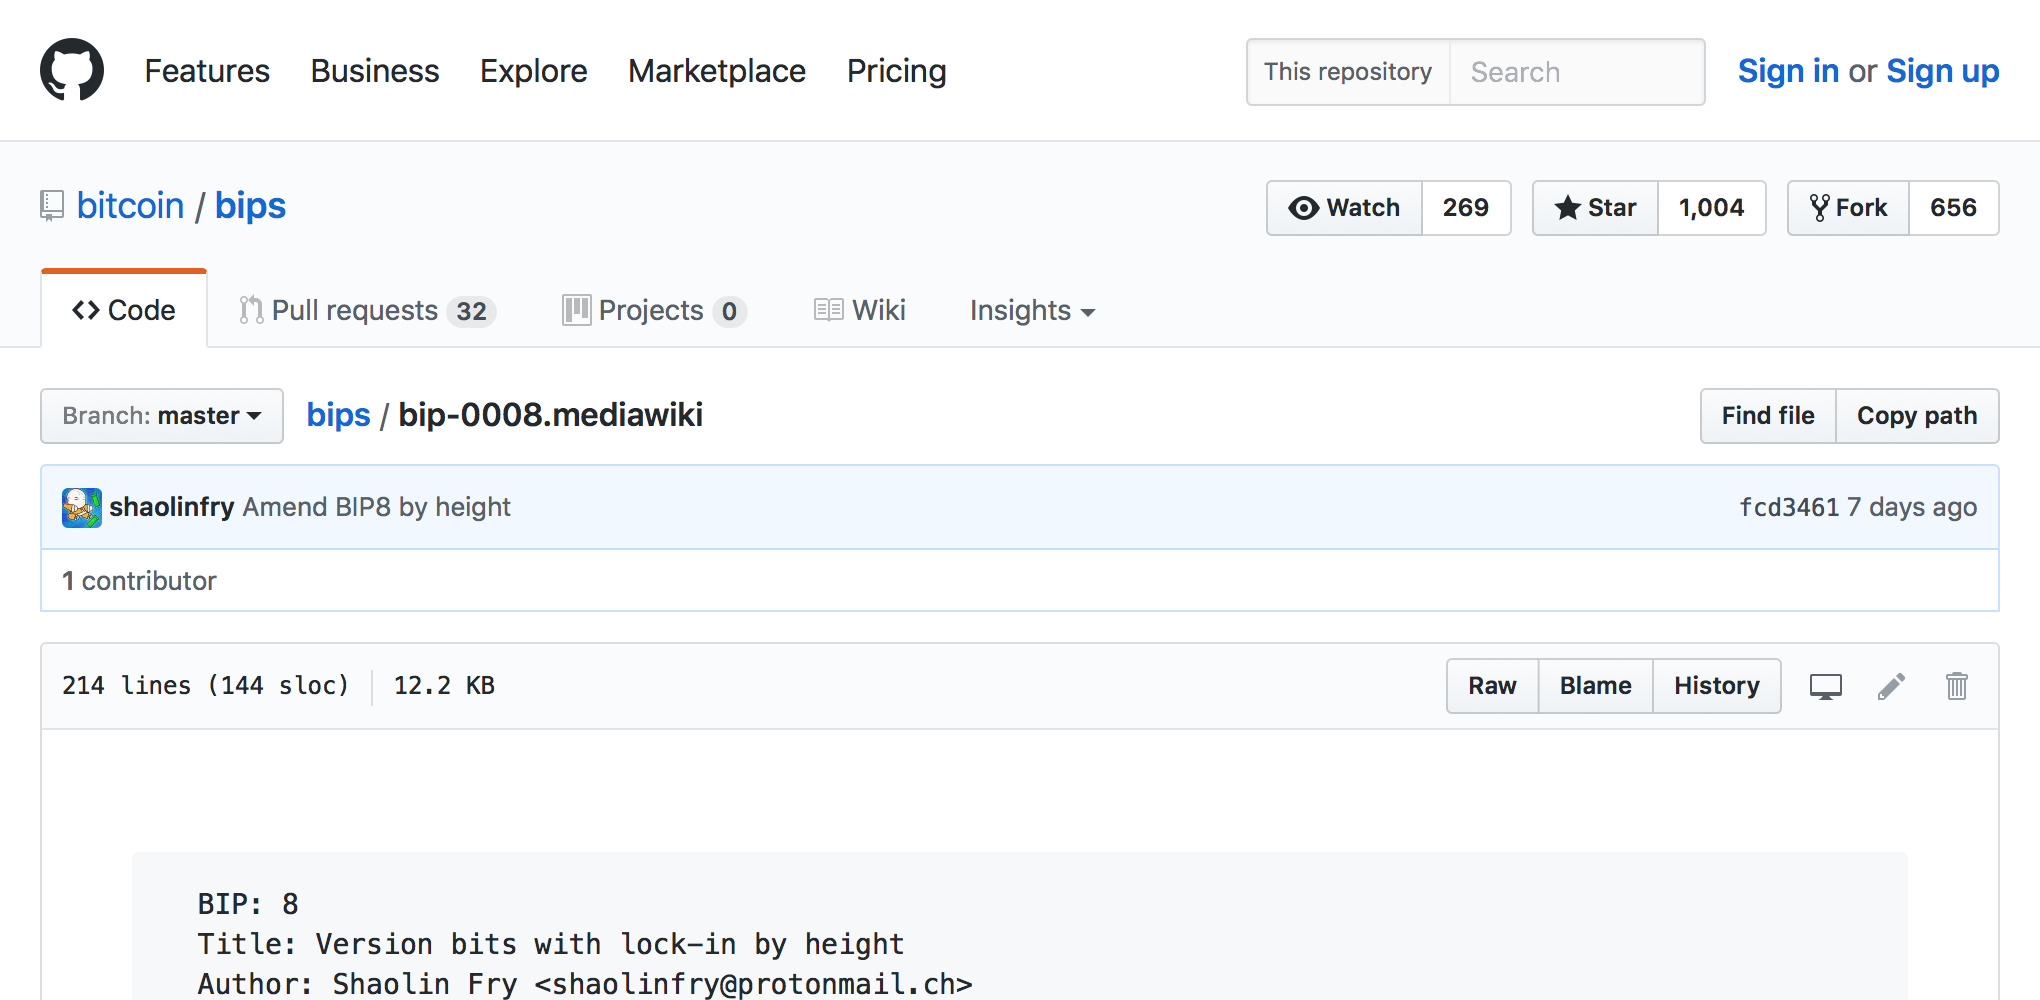 Features Business Explore Marketplace Pricing This repository Search Sign in or Sign up
bitcoin / bips Watch 269 Star 1,004 Fork 656
<> Code Pull requests 32 Projects 0 Wiki Insights
Branch: master bips / bip-0008.mediawiki Find file Copy path
shaolinfry Amend BIP8 by height fcd3461 7 days ago
1 contributor
214 lines (144 sloc) 12.2 KB Raw Blame History
BIP: 8
Title: Version bits with lock-in by height
Author: Shaolin Fry <shaolinfry@protonmail.ch>